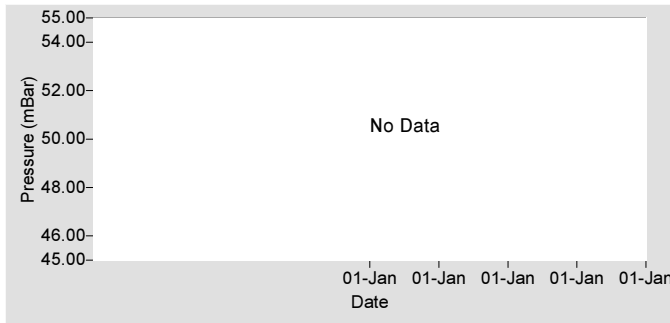 55.00
54.00
52.00
50.00
48.00
46.00
45.00
Pressure (mBar)
No Data
01-Jan 01-Jan 01-Jan 01-Jan 01-Jan
Date